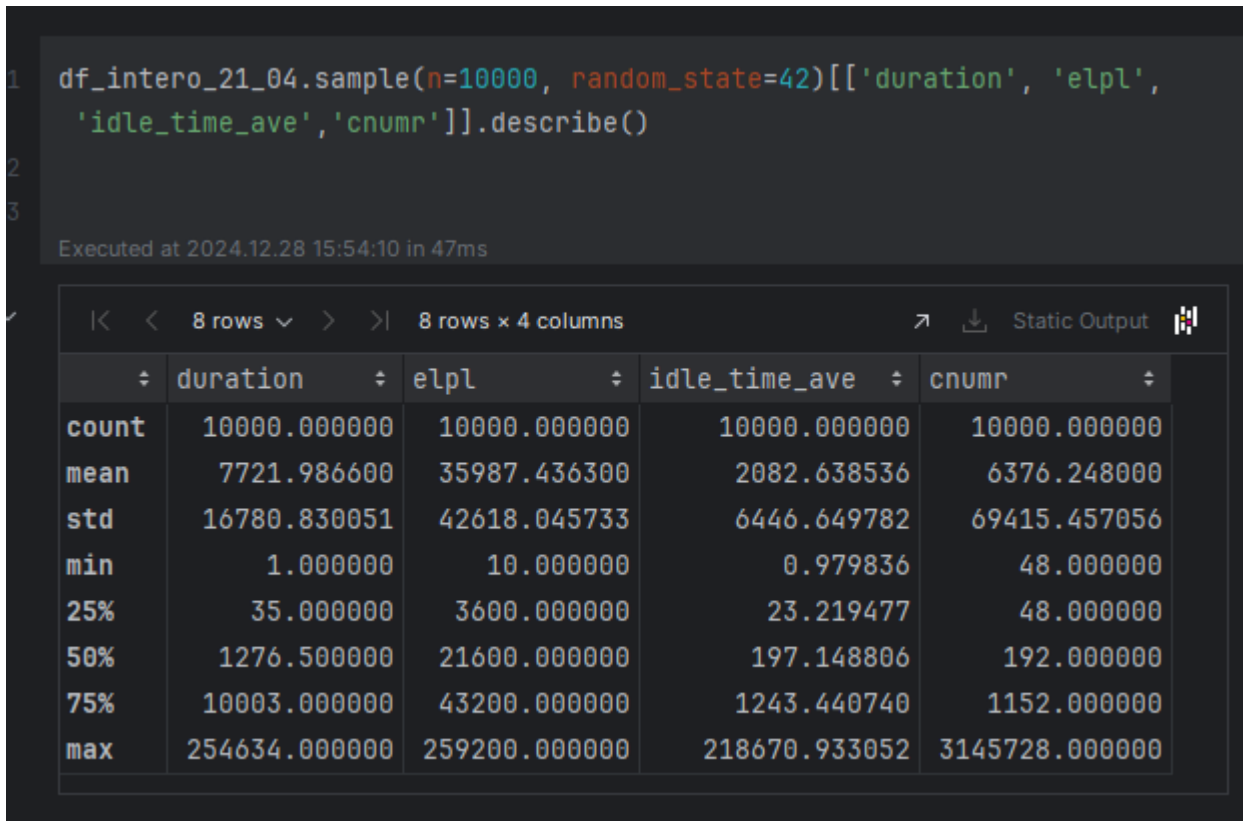 1 df_intero_21_04.sample(n=10000, random_state=42)[['duration', 'elpl',
'idle_time_ave','cnumr']].describe()
2
3
Executed at 2024.12.28 15:54:10 in 47ms
8 rows 8 rows × 4 columns Static Output
duration elpl idle_time_ave cnumr
count 10000.000000 10000.000000 10000.000000 10000.000000
mean 7721.986600 35987.436300 2082.638536 6376.248000
std 16780.830051 42618.045733 6446.649782 69415.457056
min 1.000000 10.000000 0.979836 48.000000
25% 35.000000 3600.000000 23.219477 48.000000
50% 1276.500000 21600.000000 197.148806 192.000000
75% 10003.000000 43200.000000 1243.440740 1152.000000
max 254634.000000 259200.000000 218670.933052 3145728.000000